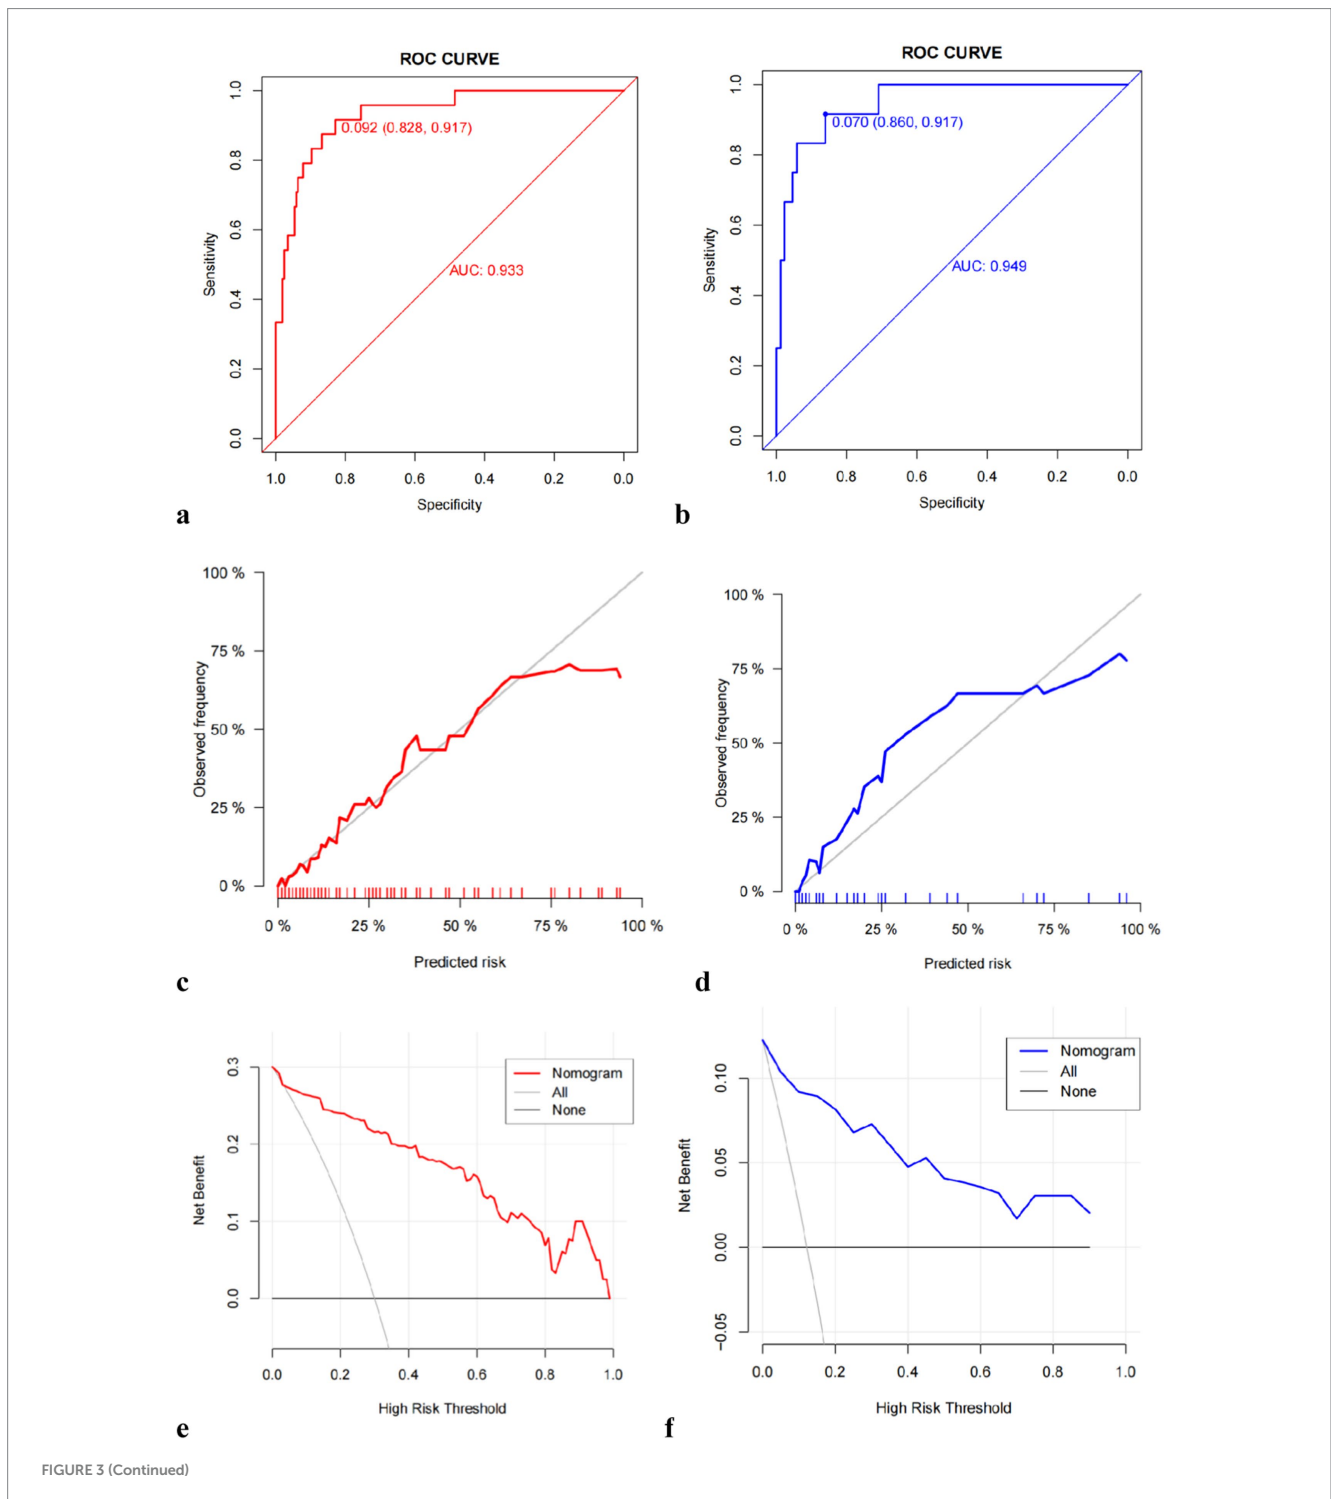 ROC CURVE
1.0
0.8
0.6
0.4
0.2
0.0
Sensitivity
0.092 (0.828, 0.917)
AUC: 0.933
1.0 0.8 0.6 0.4 0.2 0.0
Specificity
a
ROC CURVE
1.0
0.8
0.6
0.4
0.2
0.0
Sensitivity
0.070 (0.860, 0.917)
AUC: 0.949
1.0 0.8 0.6 0.4 0.2 0.0
Specificity
b
100 %
75 %
50 %
25 %
0 %
Observed frequency
0 % 25 % 50 % 75 % 100 %
Predicted risk
c
100 %
75 %
50 %
25 %
0 %
Observed frequency
0 % 25 % 50 % 75 % 100 %
Predicted risk
d
0.3
0.2
0.1
0.0
Net Benefit
Nomogram
All
None
0.0 0.2 0.4 0.6 0.8 1.0
High Risk Threshold
e
0.10
0.05
0.00
−0.05
Net Benefit
Nomogram
All
None
0.0 0.2 0.4 0.6 0.8 1.0
High Risk Threshold
f
FIGURE 3 (Continued)